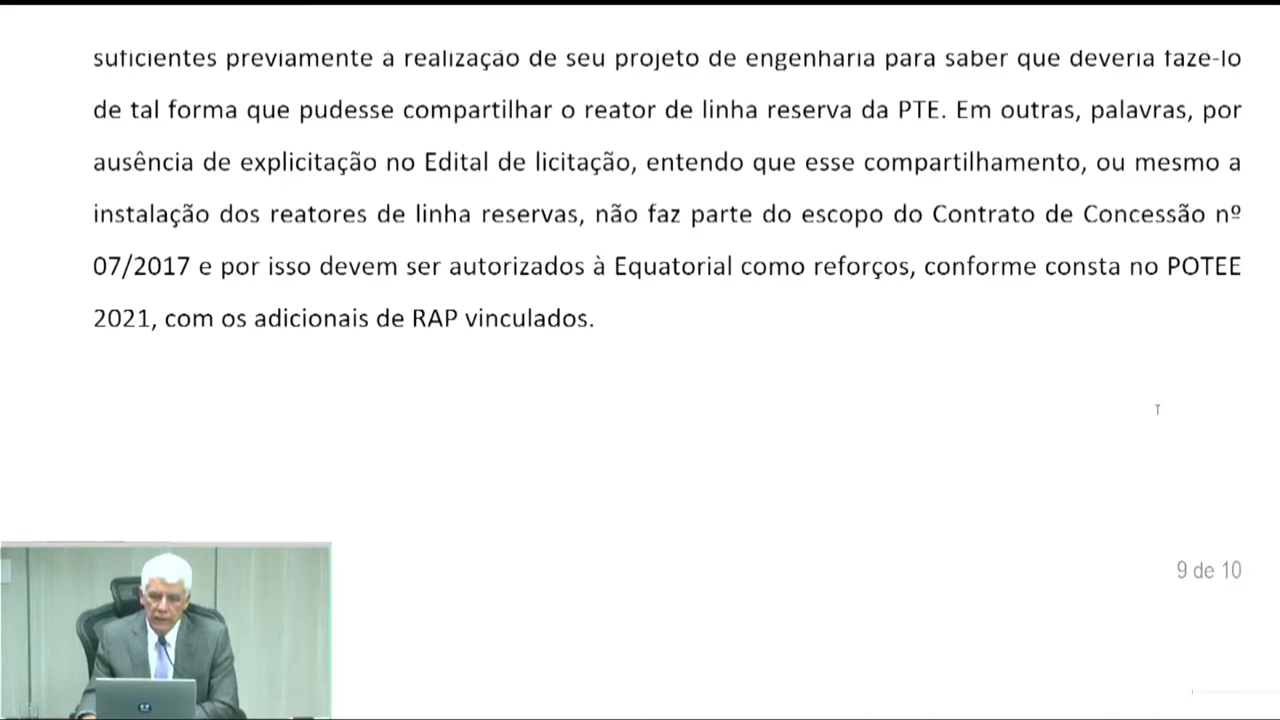 suficientes previamente à realização de seu projeto de engenharia para saber que deveria fazê-lo
de tal forma que pudesse compartilhar o reator de linha reserva da PTE. Em outras, palavras, por
ausência de explicitação no Edital de licitação, entendo que esse compartilhamento, ou mesmo a
instalação dos reatores de linha reservas, não faz parte do escopo do Contrato de Concessão nº
07/2017 e por isso devem ser autorizados à Equatorial como reforços, conforme consta no POTEE
2021, com os adicionais de RAP vinculados.
9 de 10